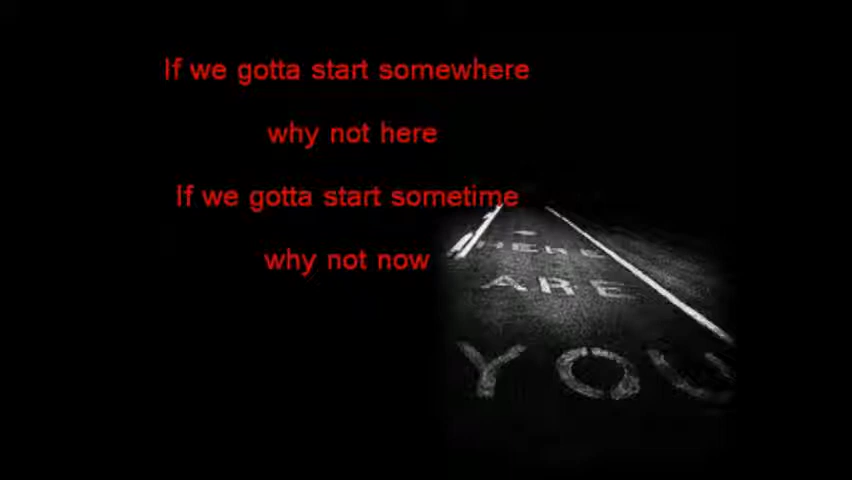 If we gotta start somewhere
why not here
If we gotta start sometime
why not now
ARE
YOU